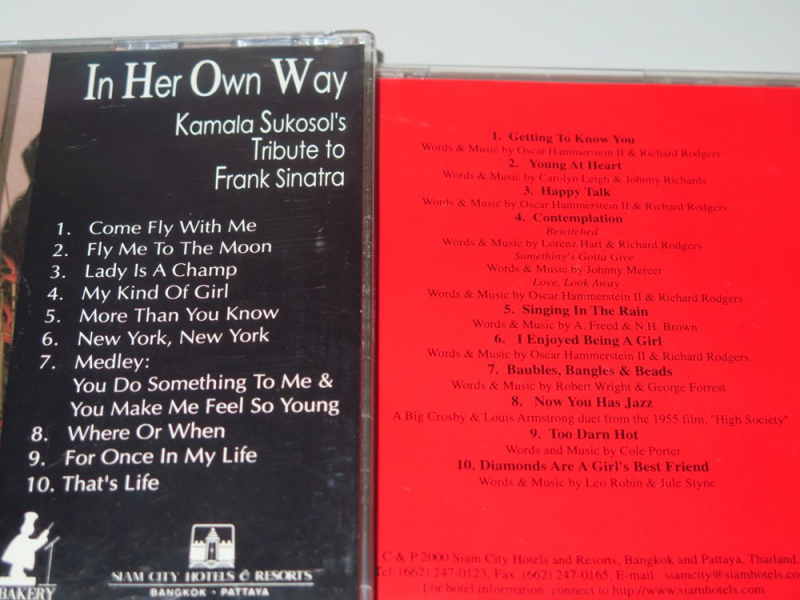 In Her Own Way
Kamala Sukosol's
Tribute to
Frank Sinatra
1. Come Fly With Me
2. Fly Me To The Moon
3. Lady Is A Champ
4. My Kind Of Girl
5. More Than You Know
6. New York, New York
7. Medley:
You Do Something To Me &
You Make Me Feel So Young
8. Where Or When
9. For Once In My Life
10. That's Life
BAKERY
SIAM CITY HOTELS & RESORTS
BANGKOK · PATTAYA
1. Getting To Know You
Words & Music by Oscar Hammerstein II & Richard Rodgers
2. Young At Heart
Words & Music by Carolyn Leigh & Johnny Richards
3. Happy Talk
Words & Music by Oscar Hammerstein II & Richard Rodgers
4. Contemplation
Bewitched
Words & Music by Lorenz Hart & Richard Rodgers
Something's Gotta Give
Words & Music by Johnny Mercer
Love, Look Away
Words & Music by Oscar Hammerstein II & Richard Rodgers
5. Singing In The Rain
Words & Music by A. Freed & N.H. Brown
6. I Enjoyed Being A Girl
Words & Music by Oscar Hammerstein II & Richard Rodgers
7. Baubles, Bangles & Beads
Words & Music by Robert Wright & George Forrest
8. Now You Has Jazz
A Big Crosby & Louis Armstrong duet from the 1955 film, "High Society"
9. Too Darn Hot
Words and Music by Cole Porter
10. Diamonds Are A Girl's Best Friend
Words & Music by Leo Robin & Jule Styne
C & P 2000 Siam City Hotels and Resorts, Bangkok and Pattaya, Thailand.
Tel: (662) 247-0123, Fax. (662) 247-0165, E-mail: siamcity@siamhotels.co
For hotel information, connect to http://www.siamhotels.com